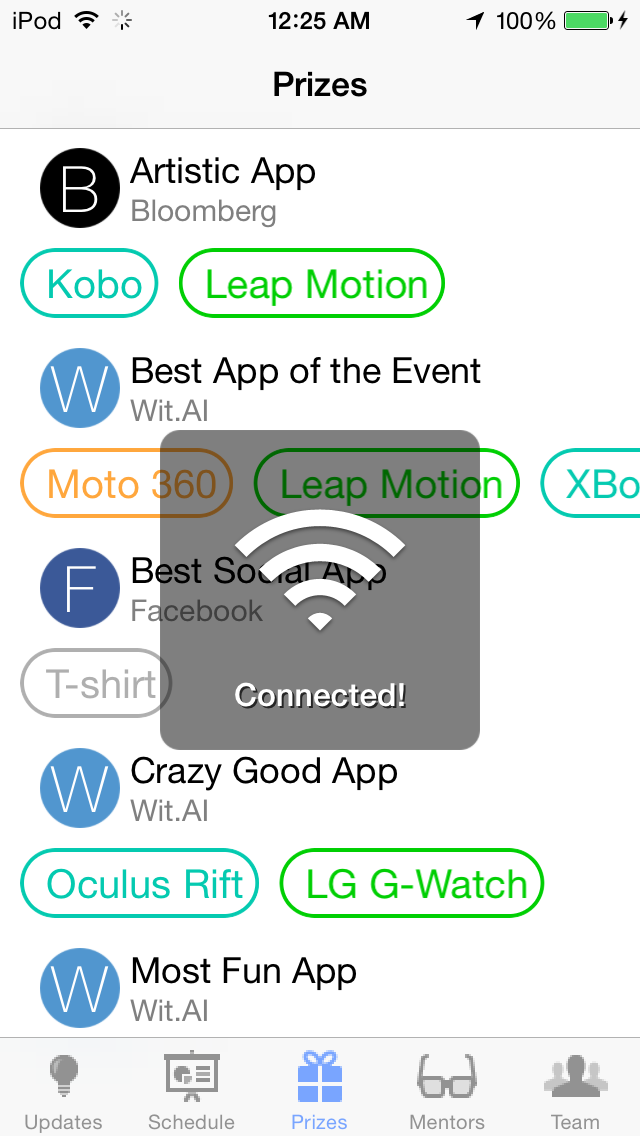 iPod 12:25 AM 100%
Prizes
B
Artistic App
Bloomberg
Kobo Leap Motion
W
Best App of the Event
Wit.AI
Moto 360 Leap Motion XBo
F
Best Social App
Facebook
T-shirt
Connected!
W
Crazy Good App
Wit.AI
Oculus Rift LG G-Watch
W
Most Fun App
Wit.AI
Updates Schedule Prizes Mentors Team